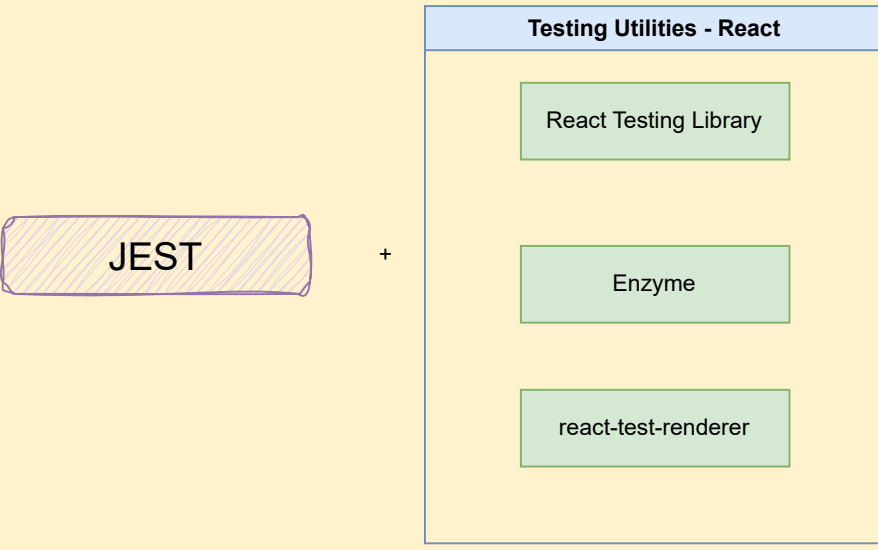 Testing Utilities - React
React Testing Library
JEST
+
Enzyme
react-test-renderer